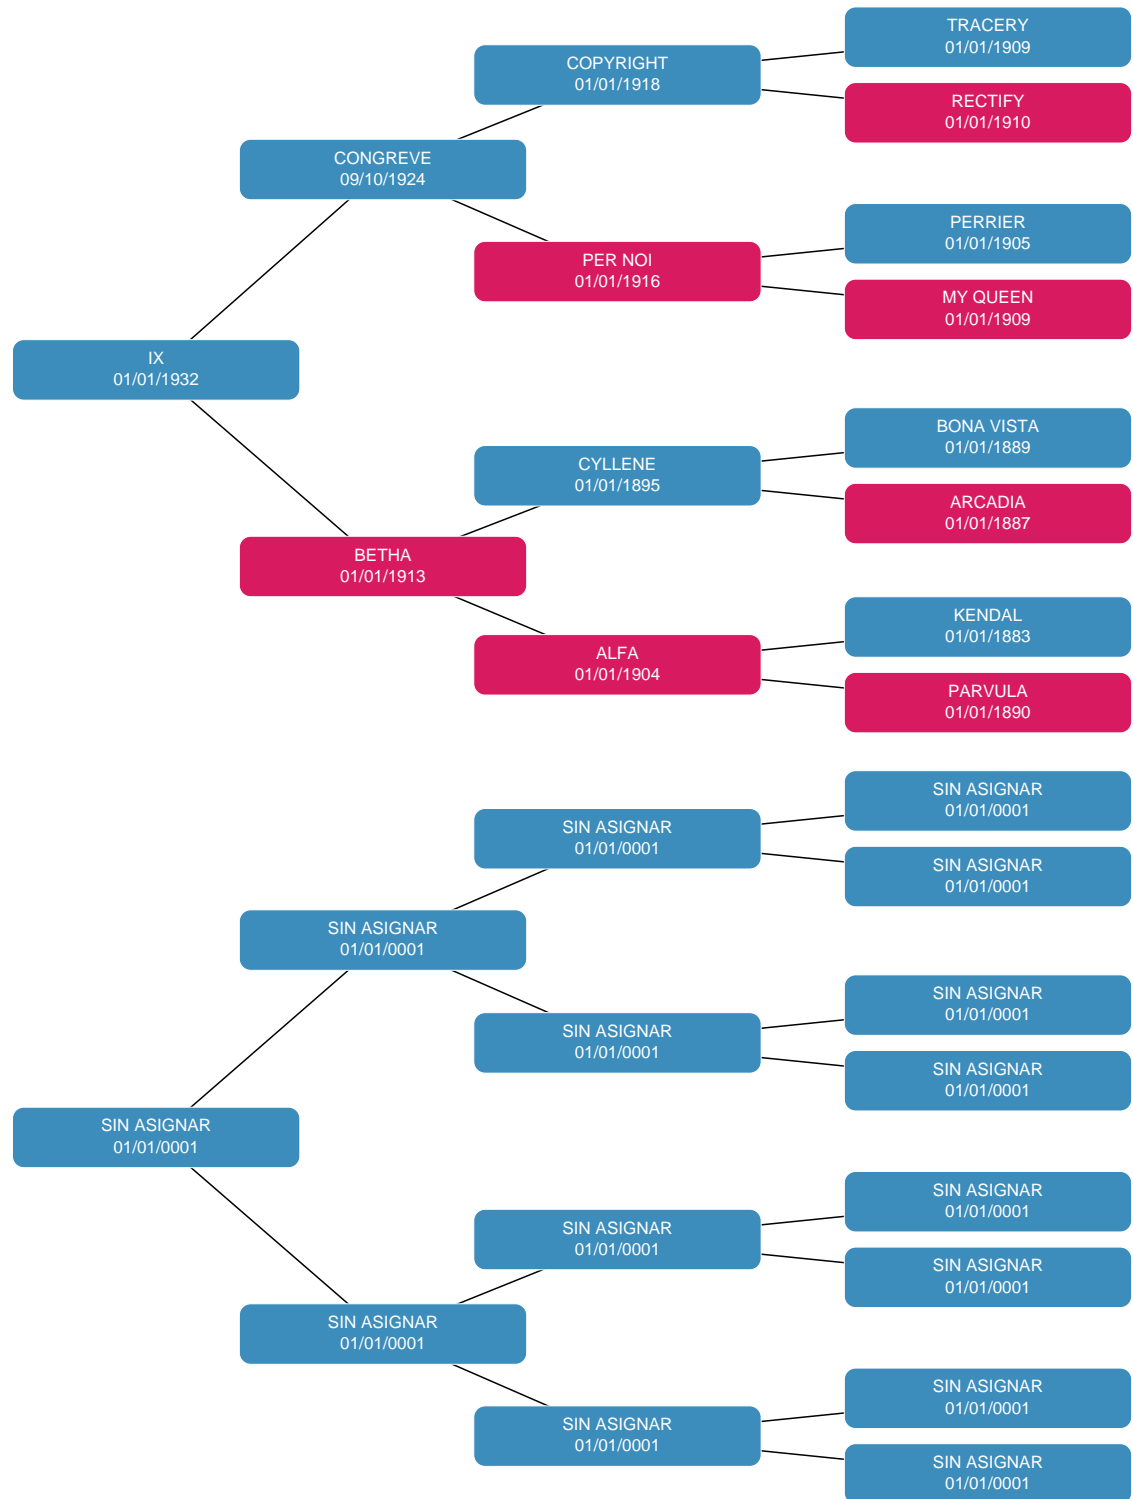 TRACERY
01/01/1909
COPYRIGHT
01/01/1918
RECTIFY
01/01/1910
CONGREVE
09/10/1924
PERRIER
01/01/1905
PER NOI
01/01/1916
MY QUEEN
01/01/1909
IX
01/01/1932
BONA VISTA
01/01/1889
CYLLENE
01/01/1895
ARCADIA
01/01/1887
BETHA
01/01/1913
KENDAL
01/01/1883
ALFA
01/01/1904
PARVULA
01/01/1890
SIN ASIGNAR
01/01/0001
SIN ASIGNAR
01/01/0001
SIN ASIGNAR
01/01/0001
SIN ASIGNAR
01/01/0001
SIN ASIGNAR
01/01/0001
SIN ASIGNAR
01/01/0001
SIN ASIGNAR
01/01/0001
SIN ASIGNAR
01/01/0001
SIN ASIGNAR
01/01/0001
SIN ASIGNAR
01/01/0001
SIN ASIGNAR
01/01/0001
SIN ASIGNAR
01/01/0001
SIN ASIGNAR
01/01/0001
SIN ASIGNAR
01/01/0001
SIN ASIGNAR
01/01/0001